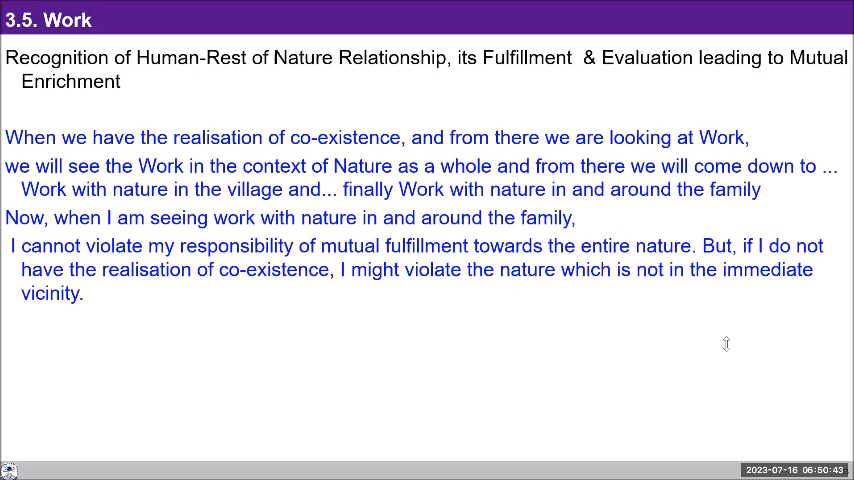 3.5. Work
Recognition of Human-Rest of Nature Relationship, its Fulfillment & Evaluation leading to Mutual
Enrichment
When we have the realisation of co-existence, and from there we are looking at Work,
we will see the Work in the context of Nature as a whole and from there we will come down to ...
Work with nature in the village and... finally Work with nature in and around the family
Now, when I am seeing work with nature in and around the family,
I cannot violate my responsibility of mutual fulfillment towards the entire nature. But, if I do not
have the realisation of co-existence, I might violate the nature which is not in the immediate
vicinity.
2023-07-16 06:50:43